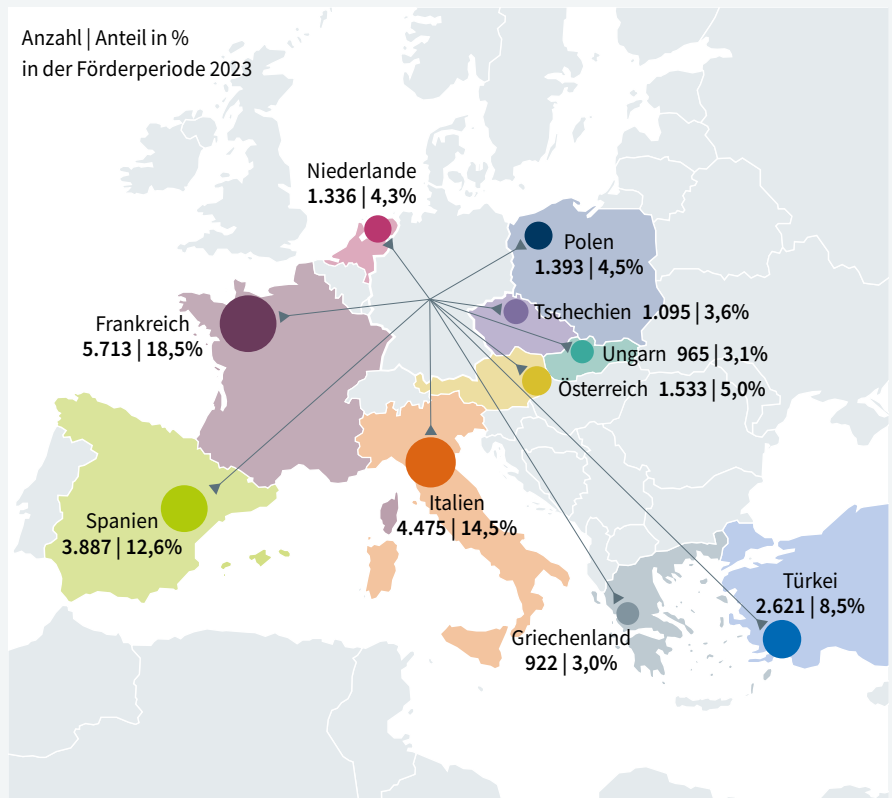 Anzahl | Anteil in %
in der Förderperiode 2023
Niederlande
1.336 | 4,3%
Polen
1.393 | 4,5%
Tschechien 1.095 | 3,6%
Frankreich
5.713 | 18,5%
Ungarn 965 | 3,1%
Österreich 1.533 | 5,0%
Italien
4.475 | 14,5%
Spanien
3.887 | 12,6%
Türkei
2.621 | 8,5%
Griechenland
922 | 3,0%